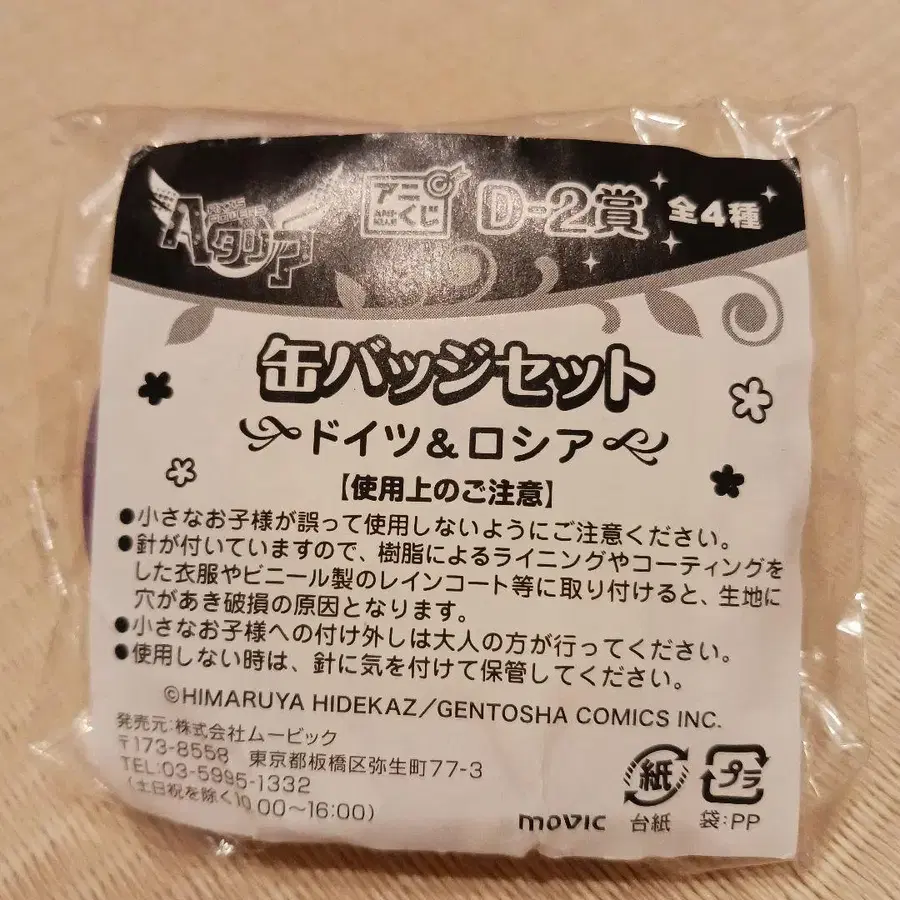 Aタリア
アニくじ
D-2賞
全4種
缶バッジセット
ドイツ&ロシア
【使用上のご注意】
●小さなお子様が誤って使用しないようにご注意ください。
●針が付いていますので、樹脂によるライニングやコーティングを
した衣服やビニール製のレインコート等に取り付けると、生地に
穴があき破損の原因となります。
●小さなお子様への付け外しは大人の方が行ってください。
●使用しない時は、針に気を付けて保管してください。
©HIMARUYA HIDEKAZ/GENTOSHA COMICS INC.
発売元:株式会社ムービック
〒173-8558 東京都板橋区弥生町77-3
TEL:03-5995-1332
(土日祝を除く10:00〜16:00)
movic
紙
台紙
プラ
袋:PP